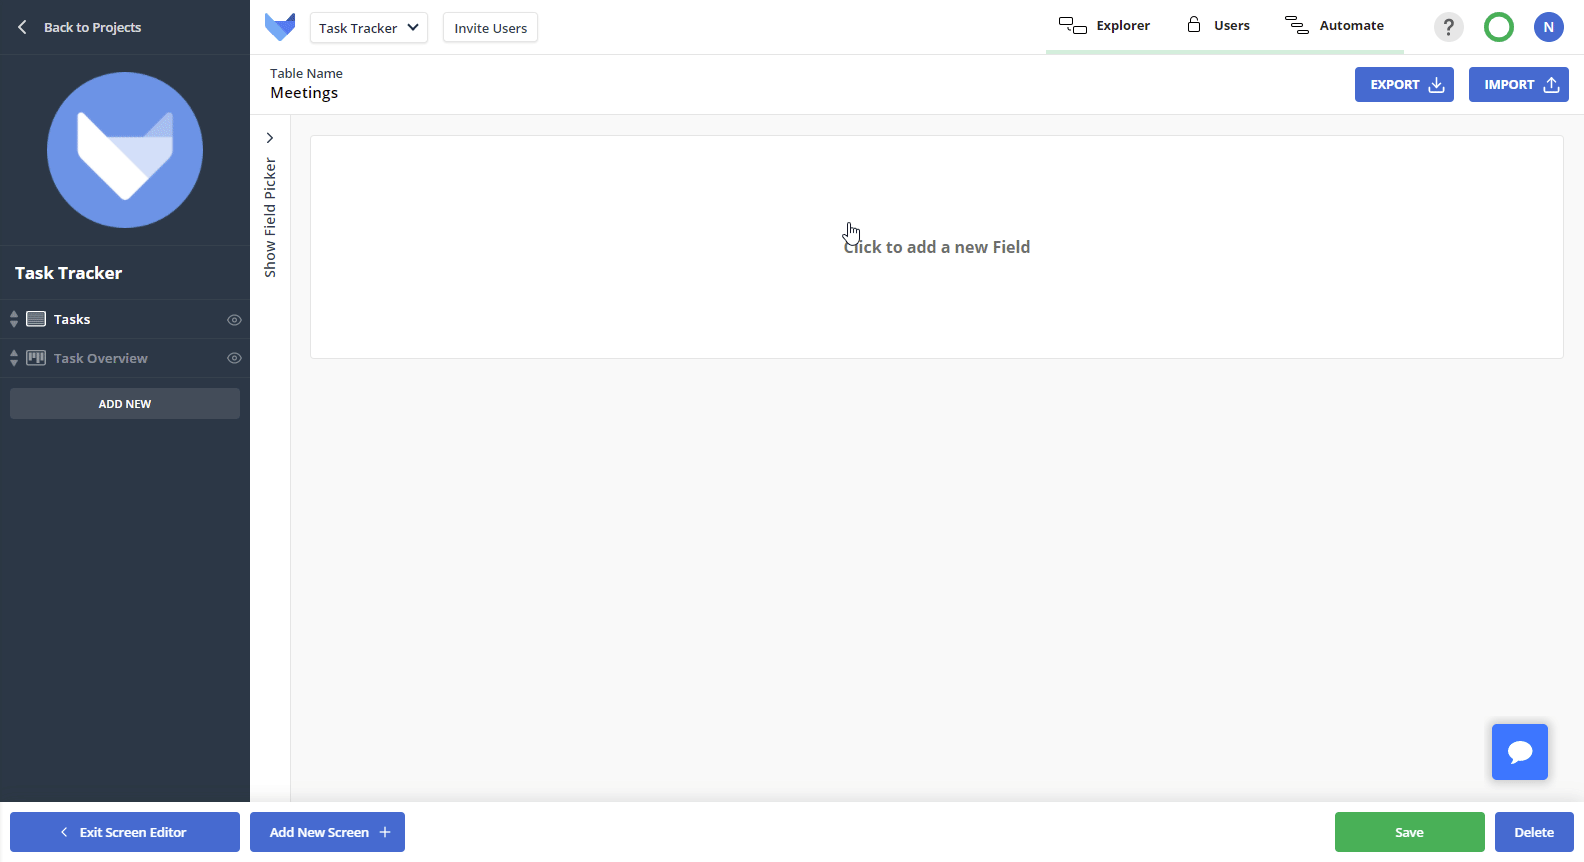 Back to Projects
Task Tracker
Invite Users
Explorer
Users
Automate
?
N
Table Name
Meetings
EXPORT
IMPORT
Show Field Picker
Click to add a new Field
Task Tracker
Tasks
Task Overview
ADD NEW
Exit Screen Editor
Add New Screen
Save
Delete